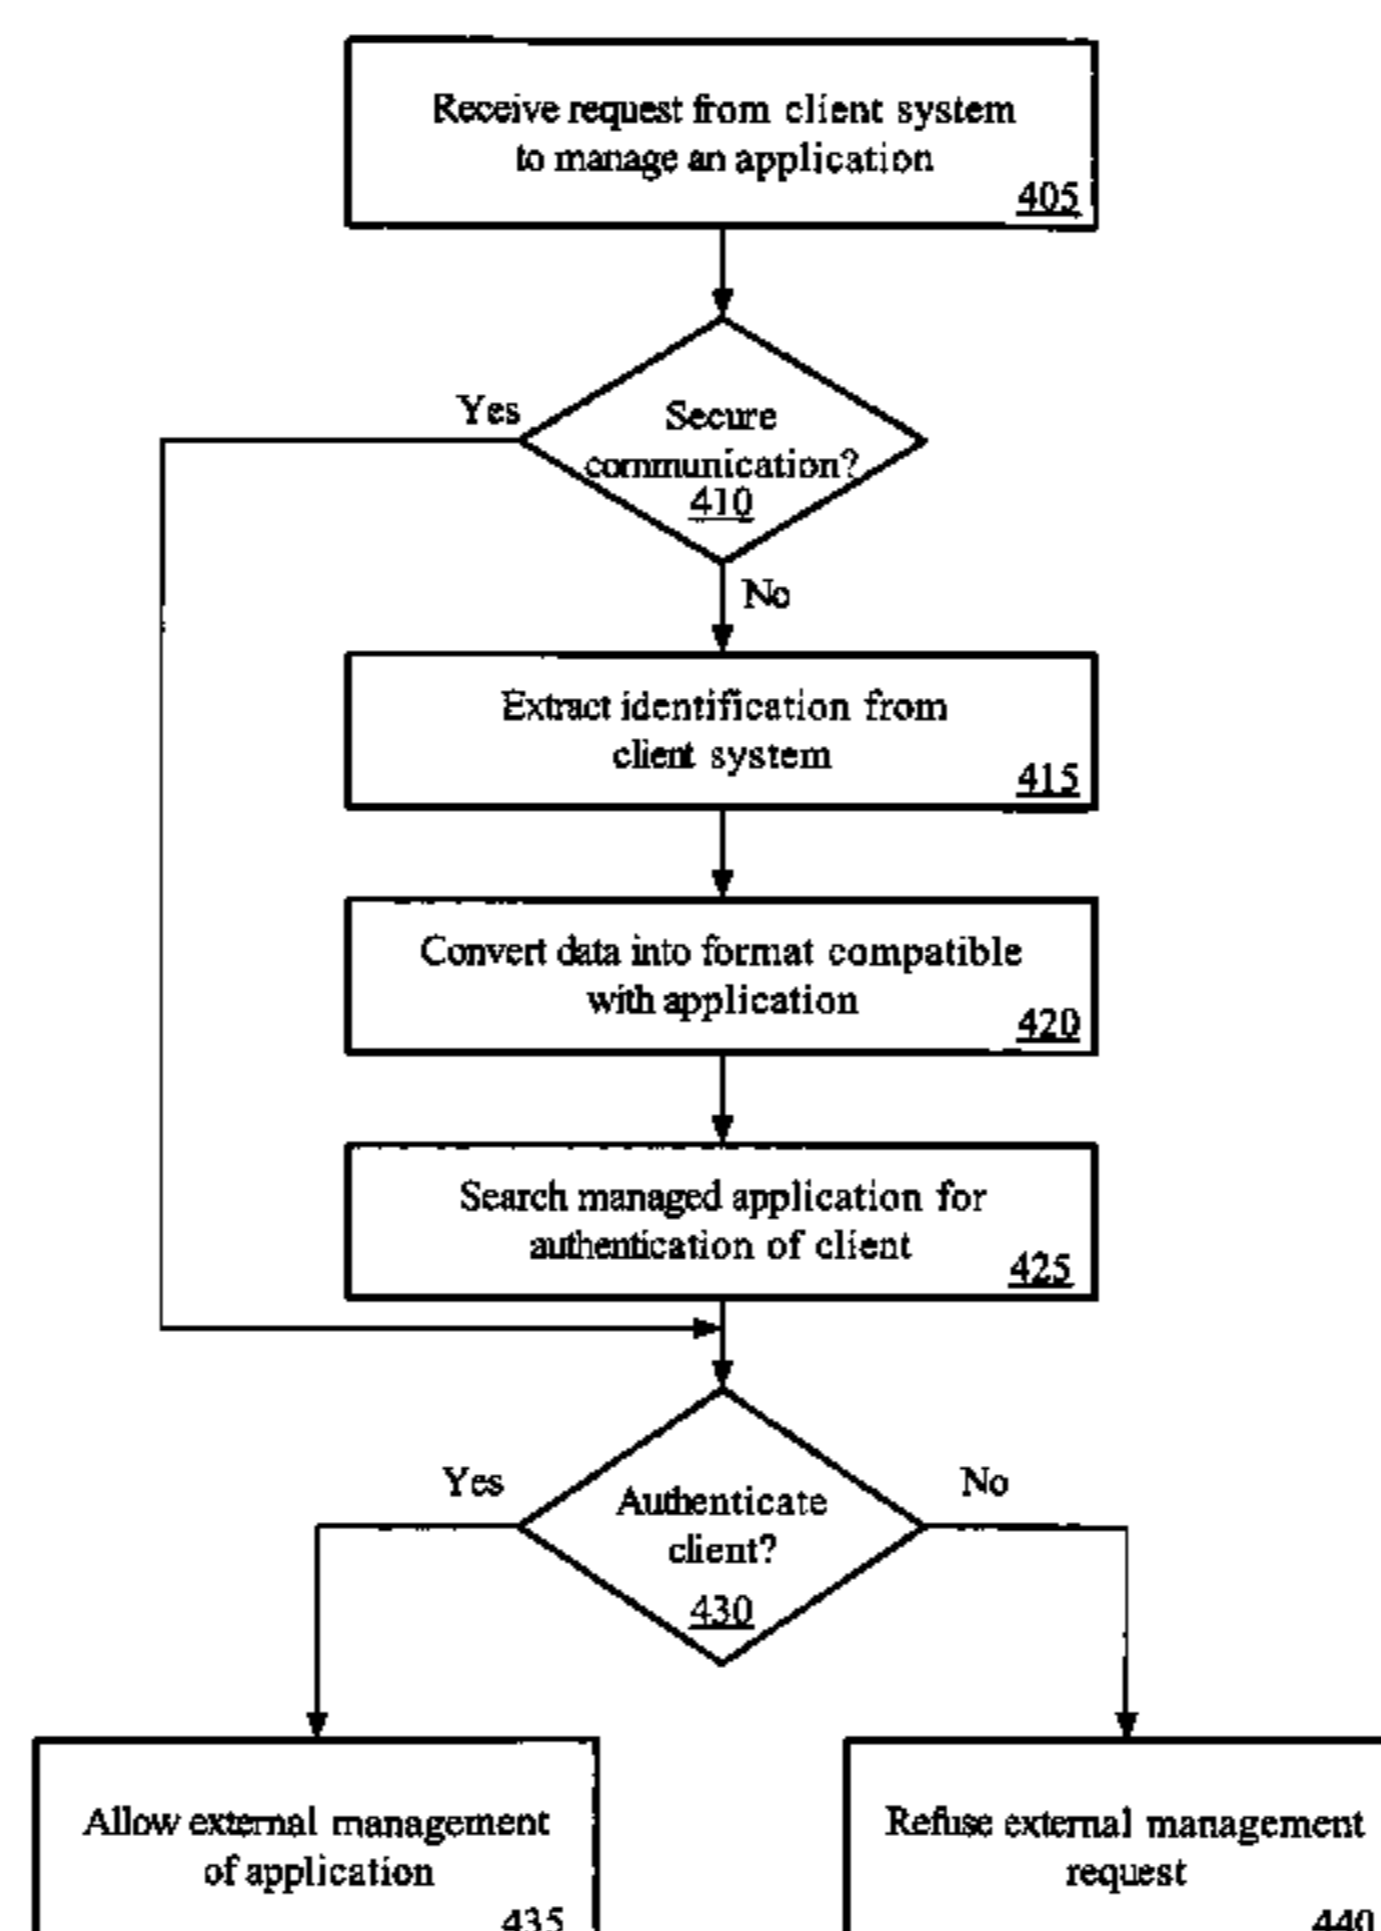 Receive request from client system
to manage an application
405
Yes
Secure
communication?
410
No
Extract identification from
client system
415
Convert data into format compatible
with application
420
Search managed application for
authentication of client
425
Yes
No
Authenticate
client?
430
Allow external management
of application
435
Refuse external management
request
440